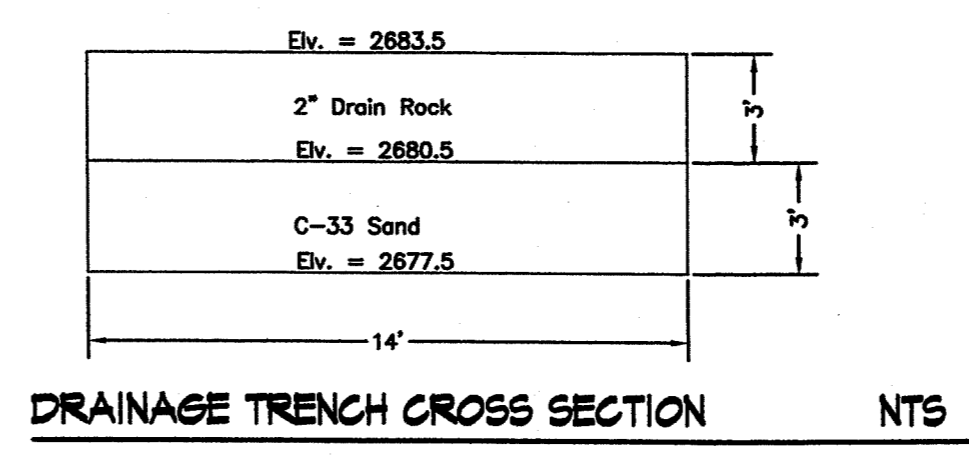 Elv. = 2683.5
2" Drain Rock
3'
Elv. = 2680.5
C-33 Sand
3'
Elv. = 2677.5
14'
DRAINAGE TRENCH CROSS SECTION NTS